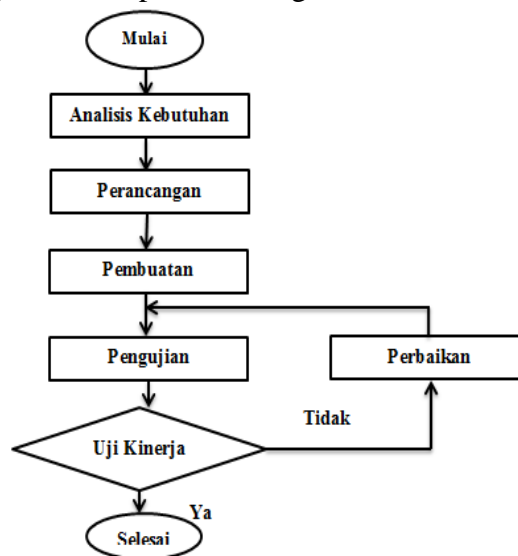 Mulai
Analisis Kebutuhan
Perancangan
Pembuatan
Pengujian
Perbaikan
Tidak
Uji Kinerja
Ya
Selesai